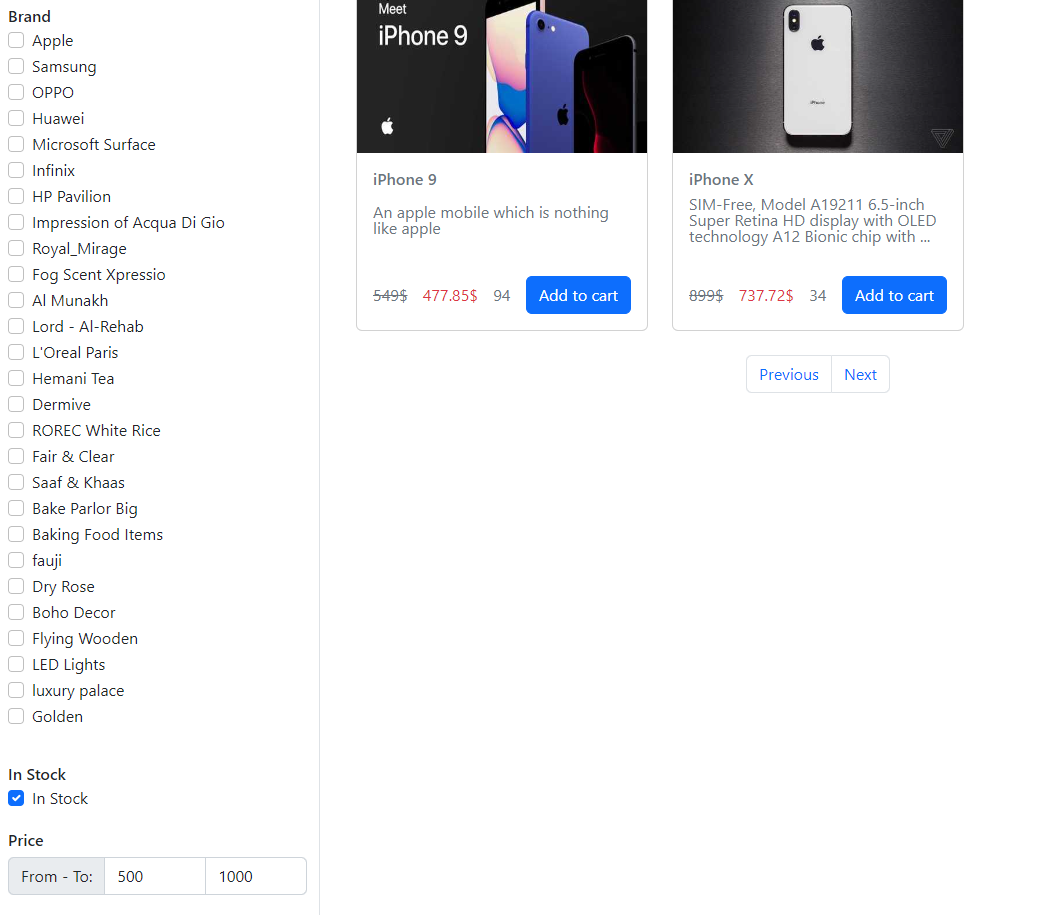 Brand
Apple
Samsung
OPPO
Huawei
Microsoft Surface
Infinix
HP Pavilion
Impression of Acqua Di Gio
Royal_Mirage
Fog Scent Xpressio
Al Munakh
Lord - Al-Rehab
L'Oreal Paris
Hemani Tea
Dermive
ROREC White Rice
Fair & Clear
Saaf & Khaas
Bake Parlor Big
Baking Food Items
fauji
Dry Rose
Boho Decor
Flying Wooden
LED Lights
luxury palace
Golden
In Stock
In Stock
Price
From - To: 500 1000
Meet
iPhone 9
iPhone 9
An apple mobile which is nothing
like apple
549$ 477.85$ 94 Add to cart
iPhone
iPhone X
SIM-Free, Model A19211 6.5-inch
Super Retina HD display with OLED
technology A12 Bionic chip with ...
899$ 737.72$ 34 Add to cart
Previous Next